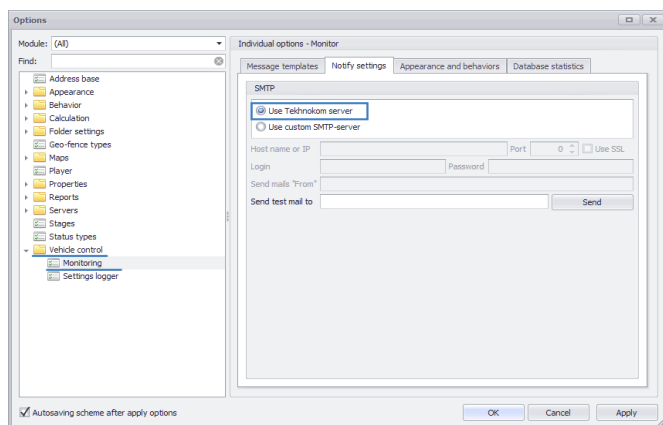 Options
Module: (All)
Find:
Address base
Appearance
Behavior
Calculation
Folder settings
Geo-fence types
Maps
Player
Properties
Reports
Servers
Stages
Status types
Vehicle control
Monitoring
Settings logger
Individual options - Monitor
Message templates Notify settings Appearance and behaviors Database statistics
SMTP
Use Tekhnokom server
Use custom SMTP-server
Host name or IP Port 0 Use SSL
Login Password
Send mails "From"
Send test mail to Send
Autosaving scheme after apply options
OK Cancel Apply